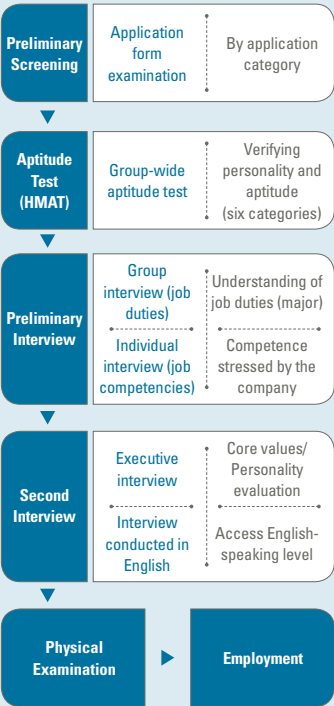 Preliminary
Screening
Application
form
examination
By application
category
Aptitude
Test
(HMAT)
Group-wide
aptitude test
Verifying
personality and
aptitude
(six categories)
Preliminary
Interview
Group
interview (job
duties)
Understanding of
job duties (major)
Individual
interview (job
competencies)
Competence
stressed by the
company
Second
Interview
Executive
interview
Core values/
Personality
evaluation
Interview
conducted in
English
Access English-
speaking level
Physical
Examination
Employment